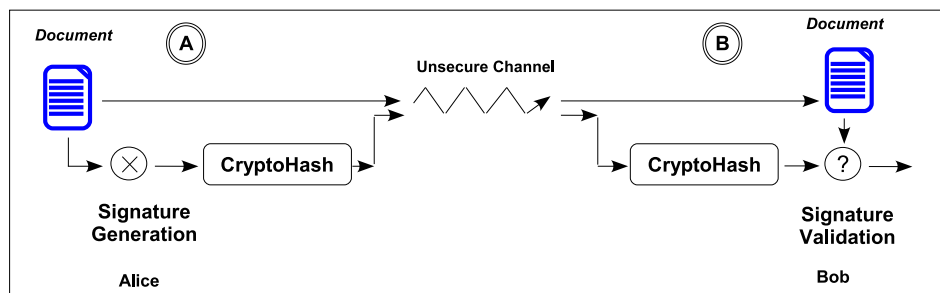 Document
A
B
Document
Unsecure Channel
CryptoHash
CryptoHash
?
Signature
Generation
Signature
Validation
Alice
Bob